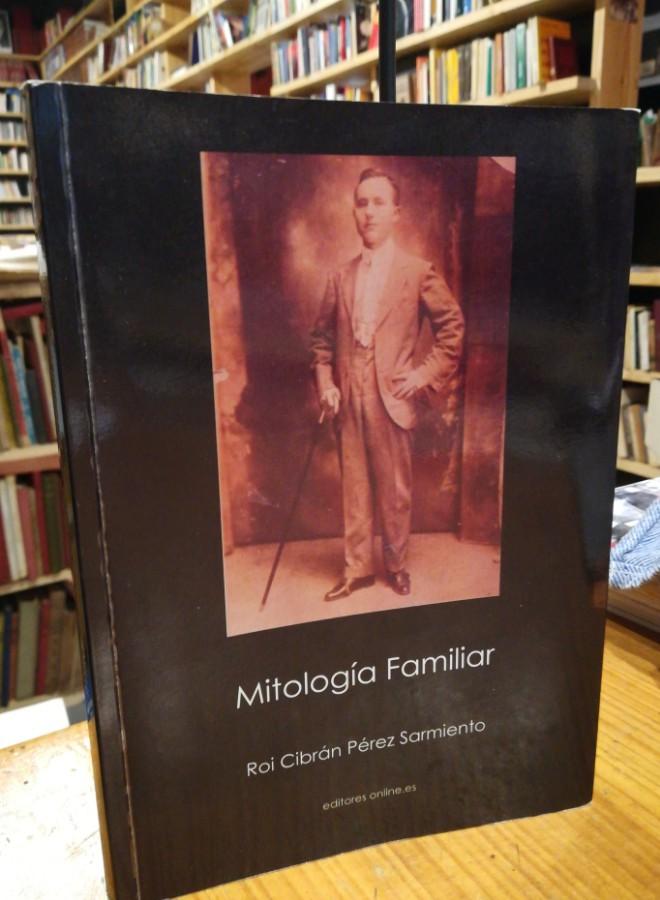 Mitología Familiar
Roi Cibrán Pérez Sarmiento
editores online.es